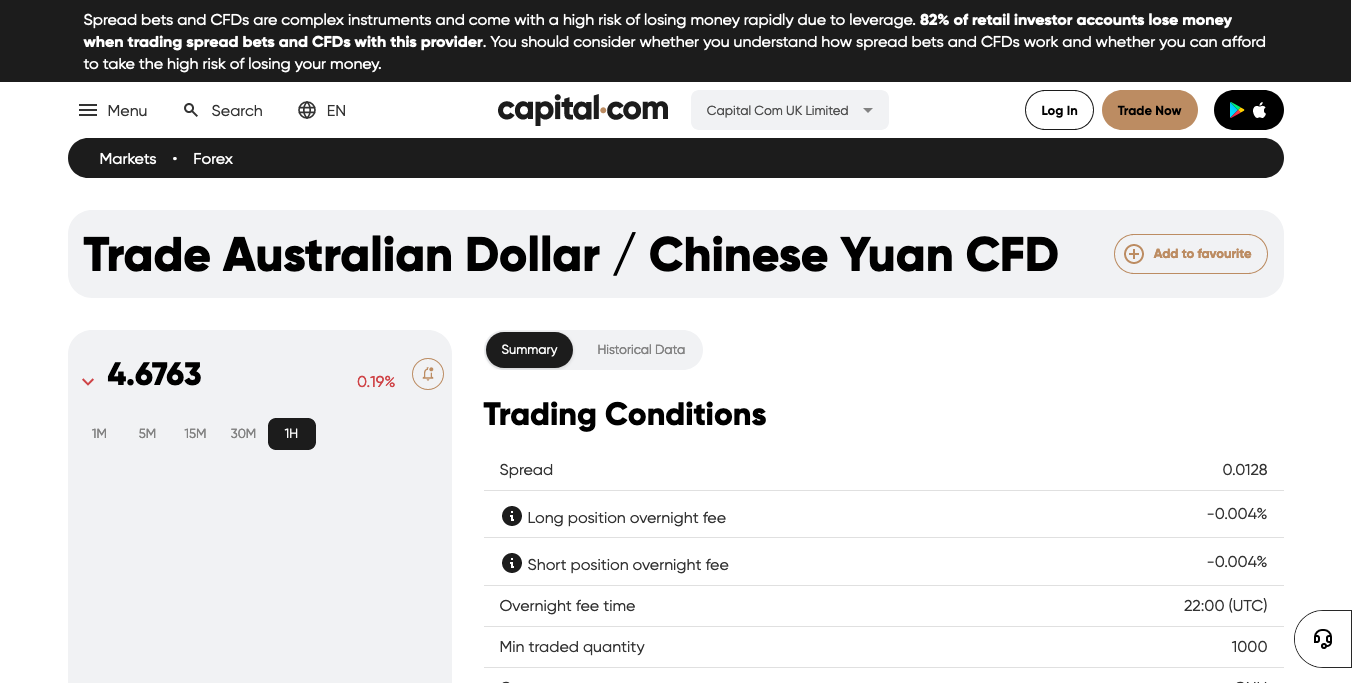 Spread bets and CFDs are complex instruments and come with a high risk of losing money rapidly due to leverage. 82% of retail investor accounts lose money
when trading spread bets and CFDs with this provider. You should consider whether you understand how spread bets and CFDs work and whether you can afford
to take the high risk of losing your money.
Menu
Search
EN
capital.com
Capital Com UK Limited
Log In
Trade Now
Markets • Forex
Trade Australian Dollar / Chinese Yuan CFD
Add to favourite
4.6763
0.19%
1M 5M 15M 30M 1H
Summary
Historical Data
Trading Conditions
Spread 0.0128
Long position overnight fee -0.004%
Short position overnight fee -0.004%
Overnight fee time 22:00 (UTC)
Min traded quantity 1000